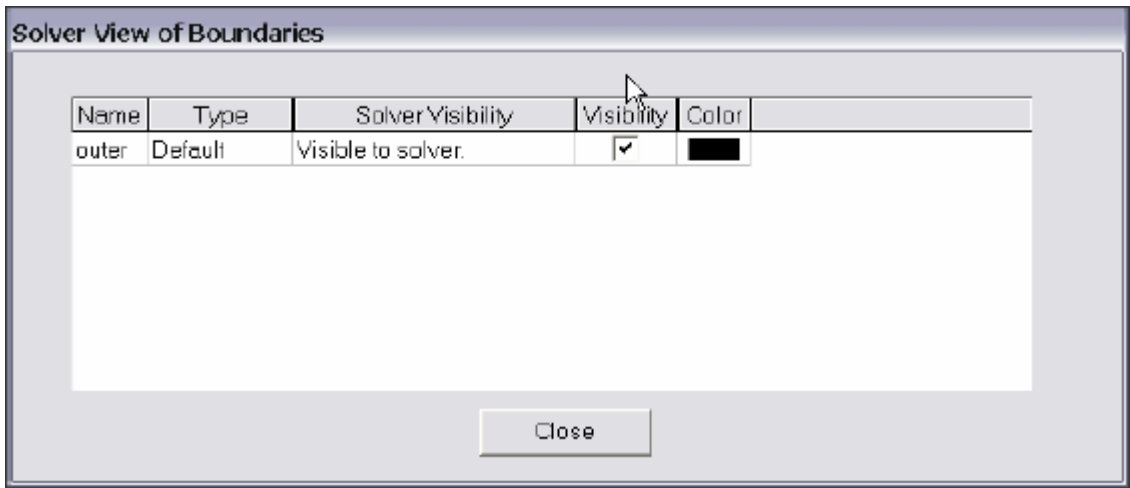 Solver View of Boundaries
Name Type Solver Visibility Visibility Color
outer Default Visible to solver.
Close